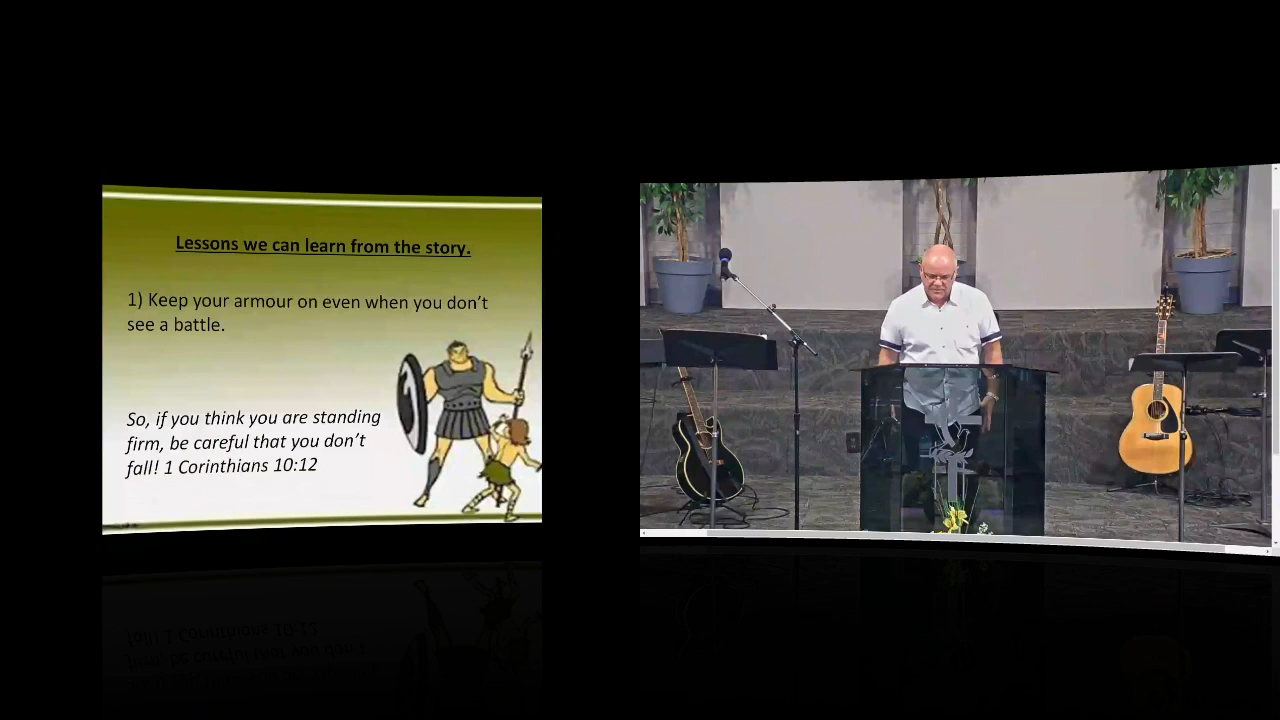 Lessons we can learn from the story.
1) Keep your armour on even when you don't
see a battle.
So, if you think you are standing
firm, be careful that you don't
fall! 1 Corinthians 10:12